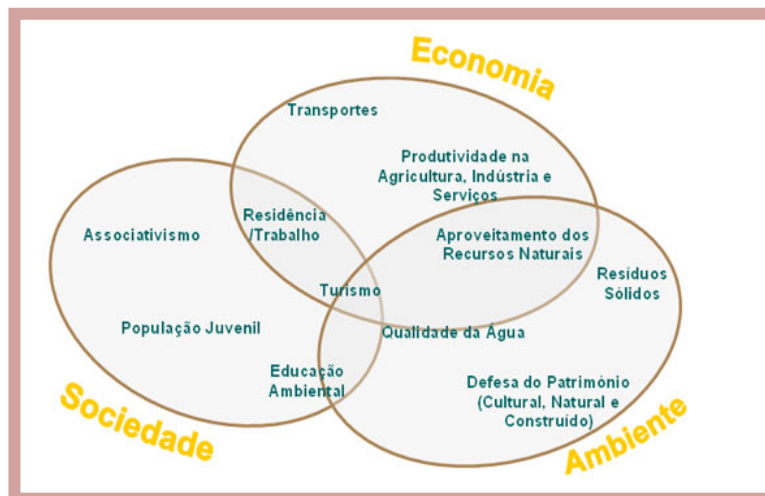 Economia
Transportes
Produtividade na
Agricultura, Indústria e
Serviços
Residência
/Trabalho
Associativismo
Aproveitamento dos
Recursos Naturais
Resíduos
Sólidos
Turismo
População Juvenil
Qualidade da Água
Educação
Ambiental
Defesa do Património
(Cultural, Natural e
Construído)
Sociedade
Ambiente